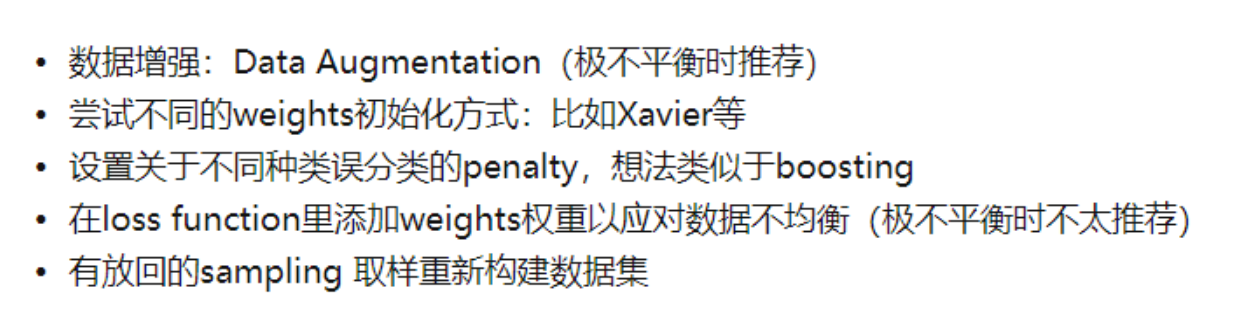 • 数据增强：Data Augmentation（极不平衡时推荐）
• 尝试不同的weights初始化方式：比如Xavier等
• 设置关于不同种类误分类的penalty，想法类似于boosting
• 在loss function里添加weights权重以应对数据不均衡（极不平衡时不太推荐）
• 有放回的sampling 取样重新构建数据集